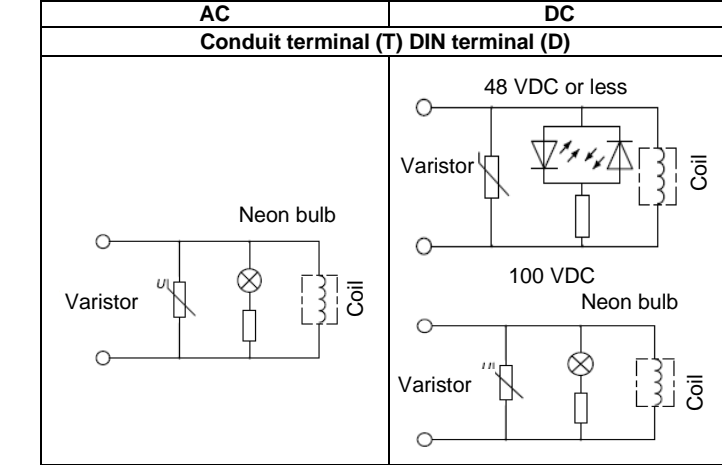 AC
DC
Conduit terminal (T) DIN terminal (D)
Neon bulb
Varistor
U
Coil
48 VDC or less
Varistor
Coil
100 VDC
Neon bulb
Varistor
Coil